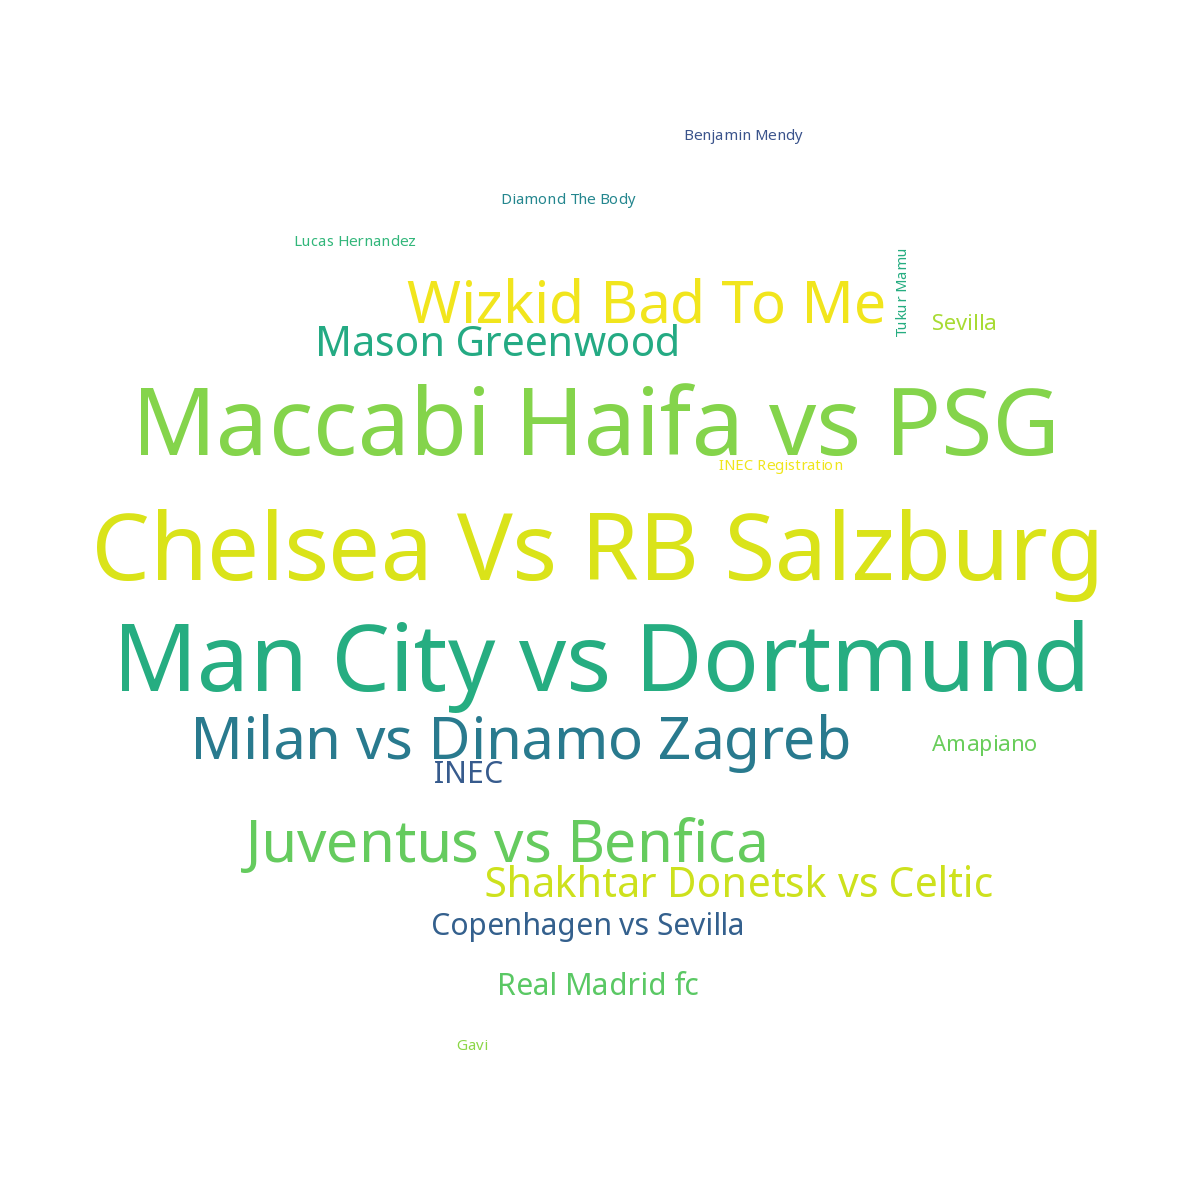 Benjamin Mendy
Diamond The Body
Lucas Hernandez
Tukur Mamu
Wizkid Bad To Me
Sevilla
Mason Greenwood
Maccabi Haifa vs PSG
INEC Registration
Chelsea Vs RB Salzburg
Man City vs Dortmund
Milan vs Dinamo Zagreb
Amapiano
INEC
Juventus vs Benfica
Shakhtar Donetsk vs Celtic
Copenhagen vs Sevilla
Real Madrid fc
Gavi